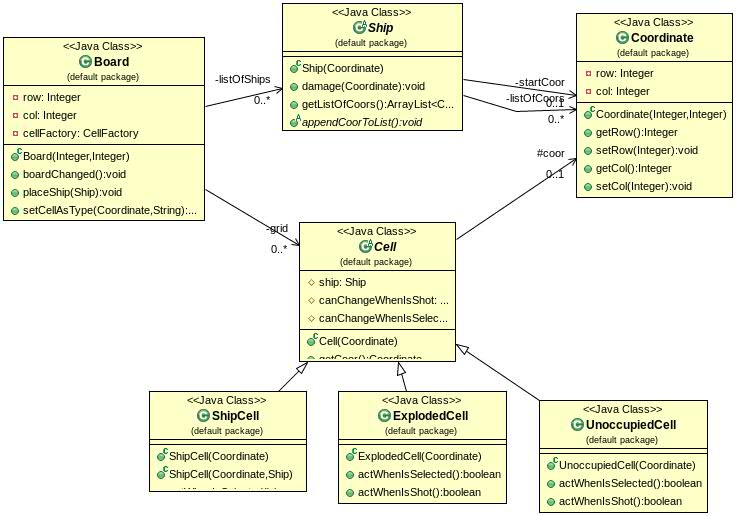 <<Java Class>>
Board
(default package)
row: Integer
col: Integer
cellFactory: CellFactory
Board(Integer,Integer)
boardChanged():void
placeShip(Ship):void
setCellAsType(Coordinate,String):...
-listOfShips
0..*
<<Java Class>>
Ship
(default package)
Ship(Coordinate)
damage(Coordinate):void
getListOfCoors():ArrayList<C...
appendCoorToList():void
-startCoor
0..1
-listOfCoors
0..*
<<Java Class>>
Coordinate
(default package)
row: Integer
col: Integer
Coordinate(Integer,Integer)
getRow():Integer
setRow(Integer):void
getCol():Integer
setCol(Integer):void
#coor
0..1
-grid
0..*
<<Java Class>>
Cell
(default package)
ship: Ship
canChangeWhenIsShot: ...
canChangeWhenIsSelec...
Cell(Coordinate)
getCoor():Coordinate
<<Java Class>>
ShipCell
(default package)
ShipCell(Coordinate)
ShipCell(Coordinate,Ship)
<<Java Class>>
ExplodedCell
(default package)
ExplodedCell(Coordinate)
actWhenIsSelected():boolean
actWhenIsShot():boolean
<<Java Class>>
UnoccupiedCell
(default package)
UnoccupiedCell(Coordinate)
actWhenIsSelected():boolean
actWhenIsShot():boolean